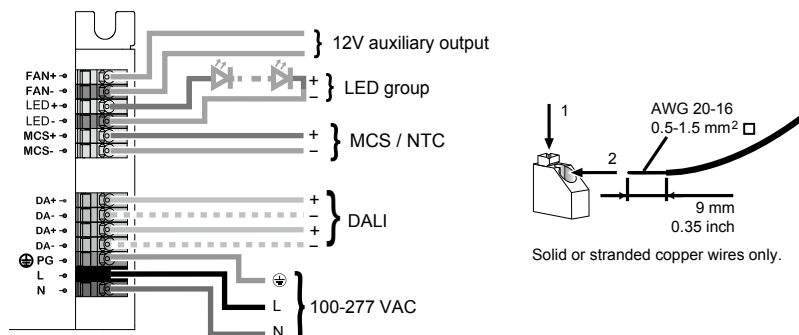 FAN+
FAN-
LED+
LED-
MCS+
MCS-
12V auxiliary output
+
–
LED group
+
–
MCS / NTC
DA+
DA-
DA+
DA-
PG
L
N
+
–
+
–
DALI
L
N
100-277 VAC
1
2
AWG 20-16
0.5-1.5 mm²
9 mm
0.35 inch
Solid or stranded copper wires only.